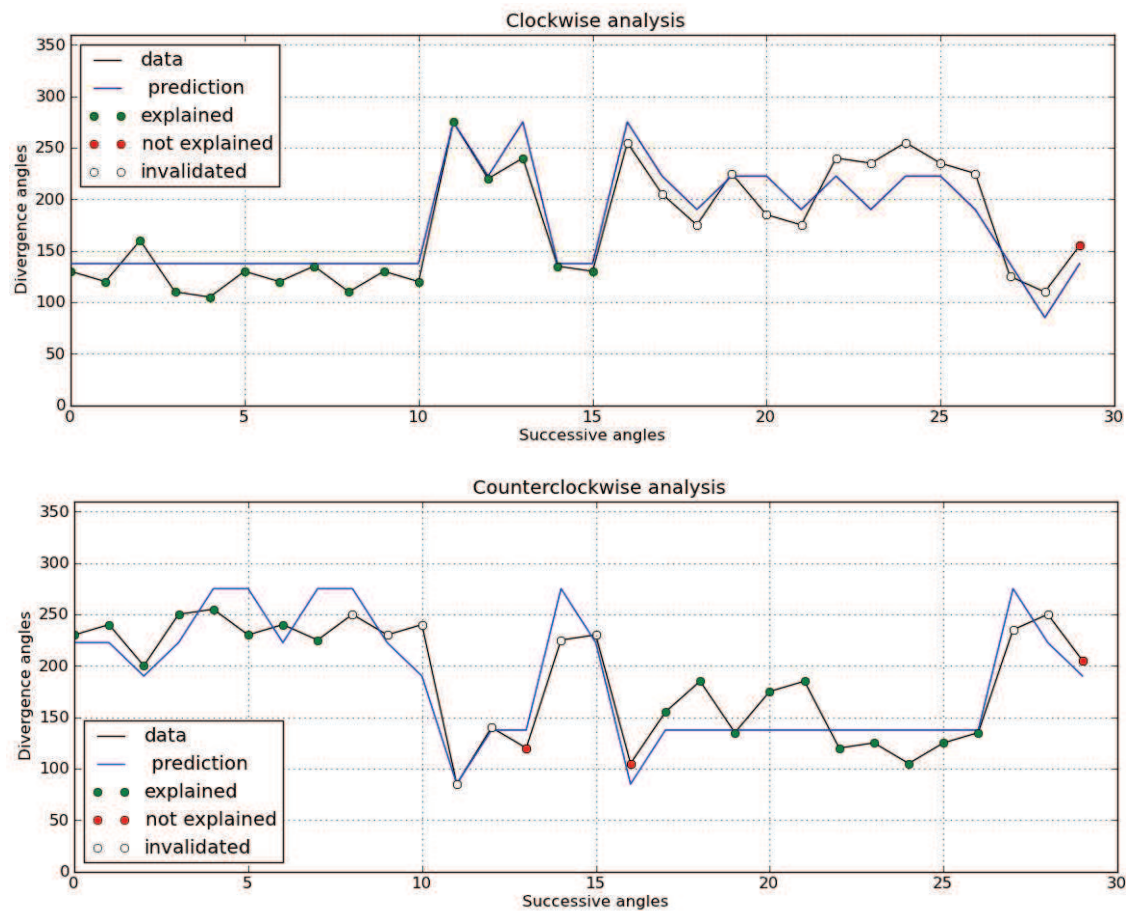 Clockwise analysis
350
300
250
200
150
100
50
0
Divergence angles
data
prediction
explained
not explained
invalidated
0 5 10 15 20 25 30
Successive angles
Counterclockwise analysis
350
300
250
200
150
100
50
0
Divergence angles
data
prediction
explained
not explained
invalidated
0 5 10 15 20 25 30
Successive angles